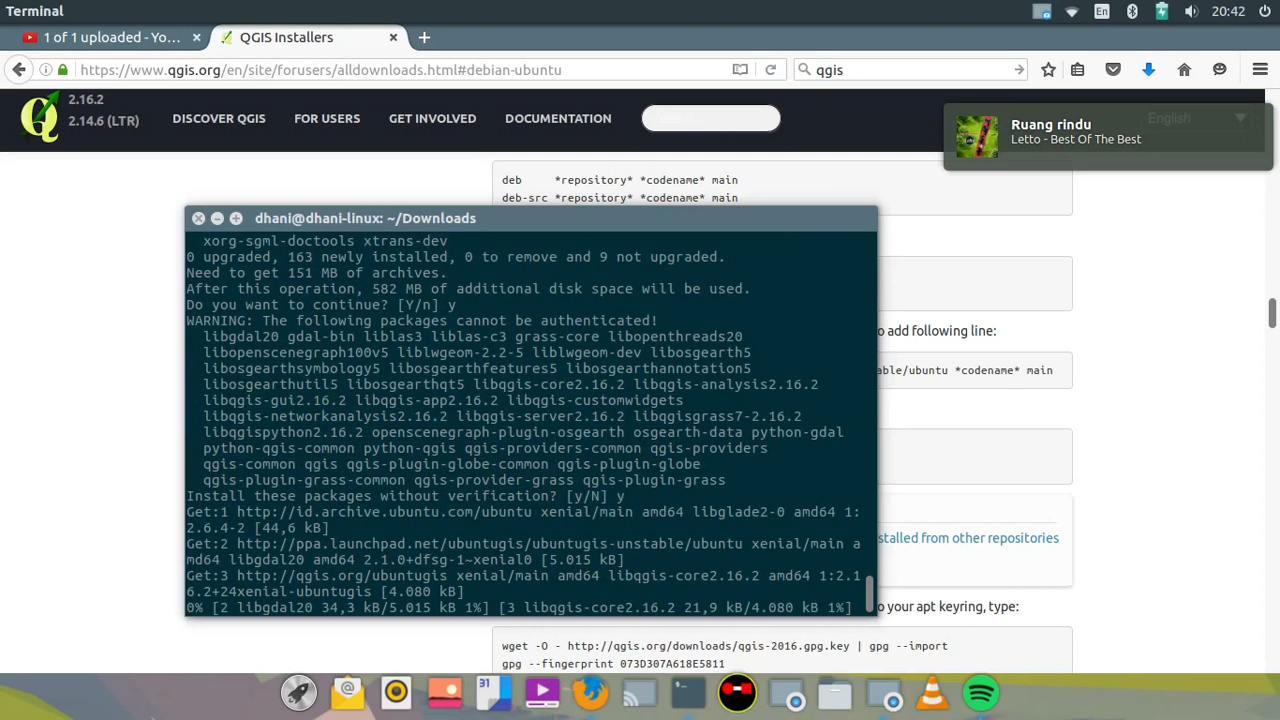 Terminal
En
20:42
1 of 1 uploaded - Yo...
QGIS Installers
https://www.qgis.org/en/site/forusers/alldownloads.html#debian-ubuntu
qgis
2.16.2
2.14.6 (LTR)
DISCOVER QGIS
FOR USERS
GET INVOLVED
DOCUMENTATION
English
Ruang rindu
Letto - Best Of The Best
deb *repository* *codename* main
deb-src *repository* *codename* main
dhani@dhani-linux: ~/Downloads
xorg-sgml-doctools xtrans-dev
0 upgraded, 163 newly installed, 0 to remove and 9 not upgraded.
Need to get 151 MB of archives.
After this operation, 582 MB of additional disk space will be used.
Do you want to continue? [Y/n] y
WARNING: The following packages cannot be authenticated!
libgdal20 gdal-bin liblas3 liblas-c3 grass-core libopenthreads20
libopenscenegraph100v5 liblwgeom-2.2-5 liblwgeom-dev libosgearth5
libosgearthsymbology5 libosgearthfeatures5 libosgearthannotation5
libosgearthutil5 libosgearthqt5 libqgis-core2.16.2 libqgis-analysis2.16.2
libqgis-gui2.16.2 libqgis-app2.16.2 libqgis-customwidgets
libqgis-networkanalysis2.16.2 libqgis-server2.16.2 libqgisgrass7-2.16.2
libqgispython2.16.2 openscenegraph-plugin-osgearth osgearth-data python-gdal
python-qgis-common python-qgis qgis-providers-common qgis-providers
qgis-common qgis qgis-plugin-globe-common qgis-plugin-globe
qgis-plugin-grass-common qgis-provider-grass qgis-plugin-grass
Install these packages without verification? [y/N] y
Get:1 http://id.archive.ubuntu.com/ubuntu xenial/main amd64 libglade2-0 amd64 1:
2.6.4-2 [44,6 kB]
Get:2 http://ppa.launchpad.net/ubuntugis/ubuntugis-unstable/ubuntu xenial/main a
md64 libgdal20 amd64 2.1.0+dfsg-1~xenial0 [5.015 kB]
Get:3 http://qgis.org/ubuntugis xenial/main amd64 libqgis-core2.16.2 amd64 1:2.1
6.2+24xenial-ubuntugis [4.080 kB]
0% [2 libgdal20 34,3 kB/5.015 kB 1%] [3 libqgis-core2.16.2 21,9 kB/4.080 kB 1%]
o add following line:
able/ubuntu *codename* main
stalled from other repositories
o your apt keyring, type:
wget -O - http://qgis.org/downloads/qgis-2016.gpg.key | gpg --import
gpg --fingerprint 073D307A618E5811
31